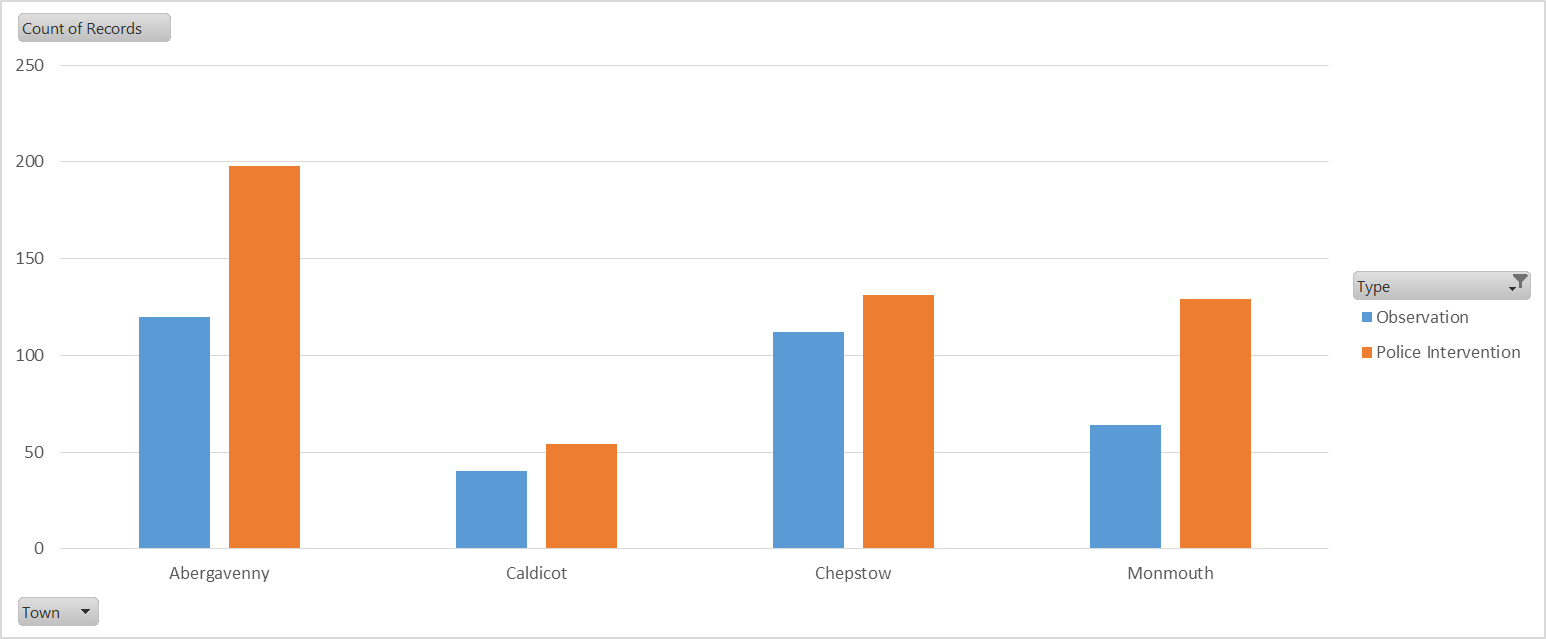 Count of Records
250
200
150
100
50
0
Abergavenny Caldicot Chepstow Monmouth
Town
Type
Observation
Police Intervention